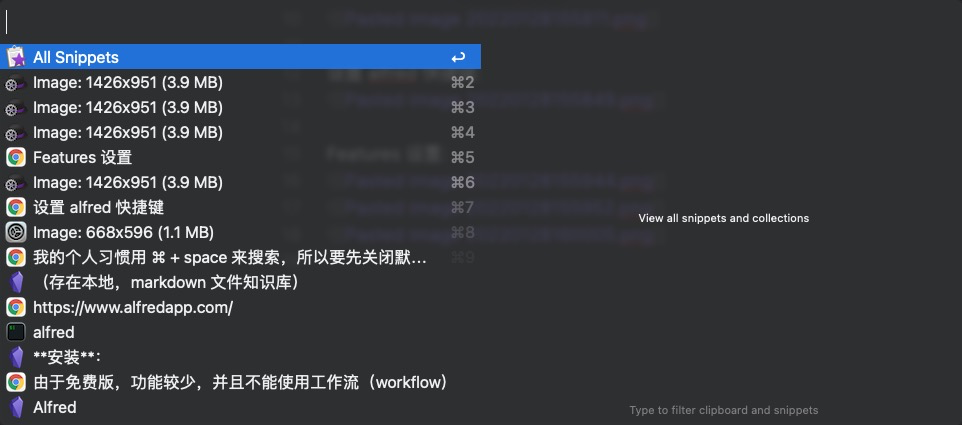 All Snippets ↩
Image: 1426x951 (3.9 MB) ⌘2
Image: 1426x951 (3.9 MB) ⌘3
Image: 1426x951 (3.9 MB) ⌘4
Features 设置 ⌘5
Image: 1426x951 (3.9 MB) ⌘6
设置 alfred 快捷键 ⌘7
Image: 668x596 (1.1 MB) ⌘8
我的个人习惯用 ⌘ + space 来搜索，所以要先关闭默... ⌘9
（存在本地，markdown 文件知识库）
https://www.alfredapp.com/
alfred
**安装**：
由于免费版，功能较少，并且不能使用工作流（workflow）
Alfred
View all snippets and collections
Type to filter clipboard and snippets